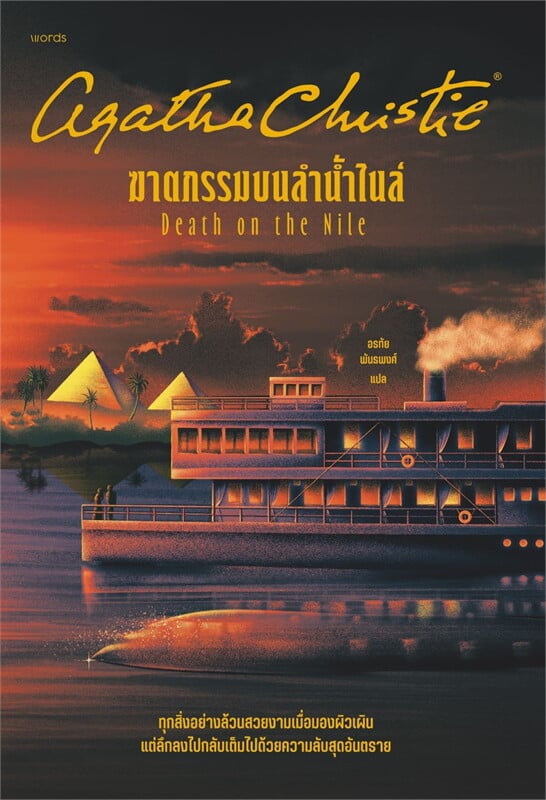 words
Agatha Christie®
ฆาตกรรมบนลำน้ำไนล์
Death on the Nile
อรทัย
พันธพงศ์
แปล
ทุกสิ่งอย่างล้วนสวยงามเมื่อมองผิวเผิน
แต่ลึกลงไปกลับเต็มไปด้วยความลับสุดอันตราย